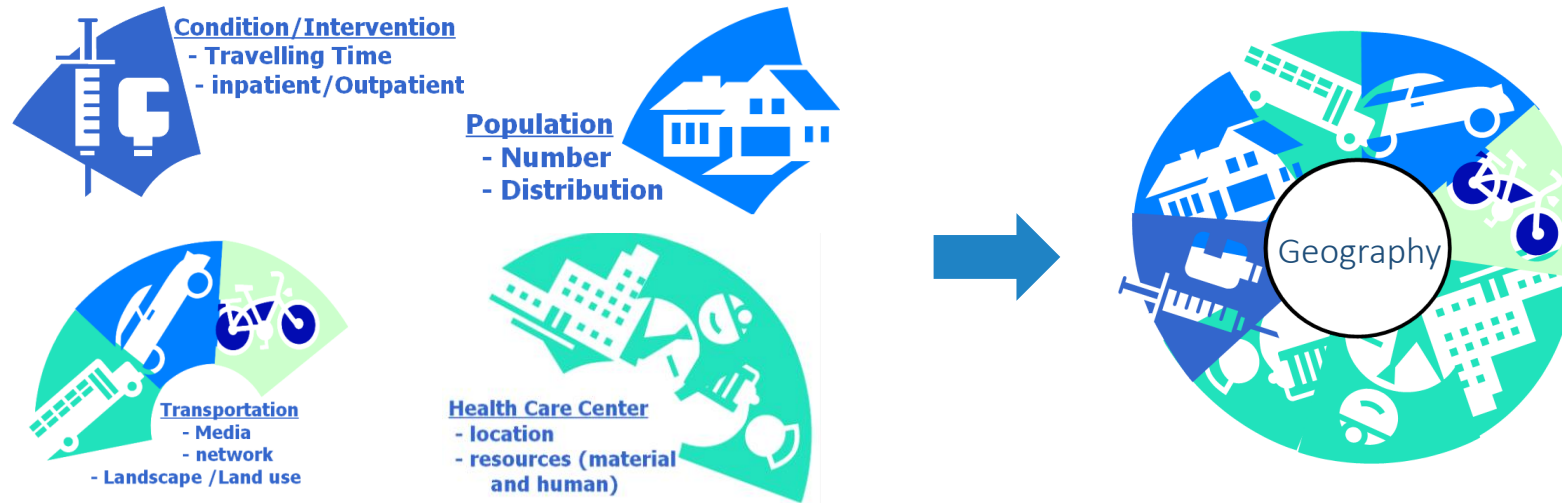 Condition/Intervention
- Travelling Time
- inpatient/Outpatient
Population
- Number
- Distribution
Transportation
- Media
- network
- Landscape /Land use
Health Care Center
- location
- resources (material
and human)
Geography